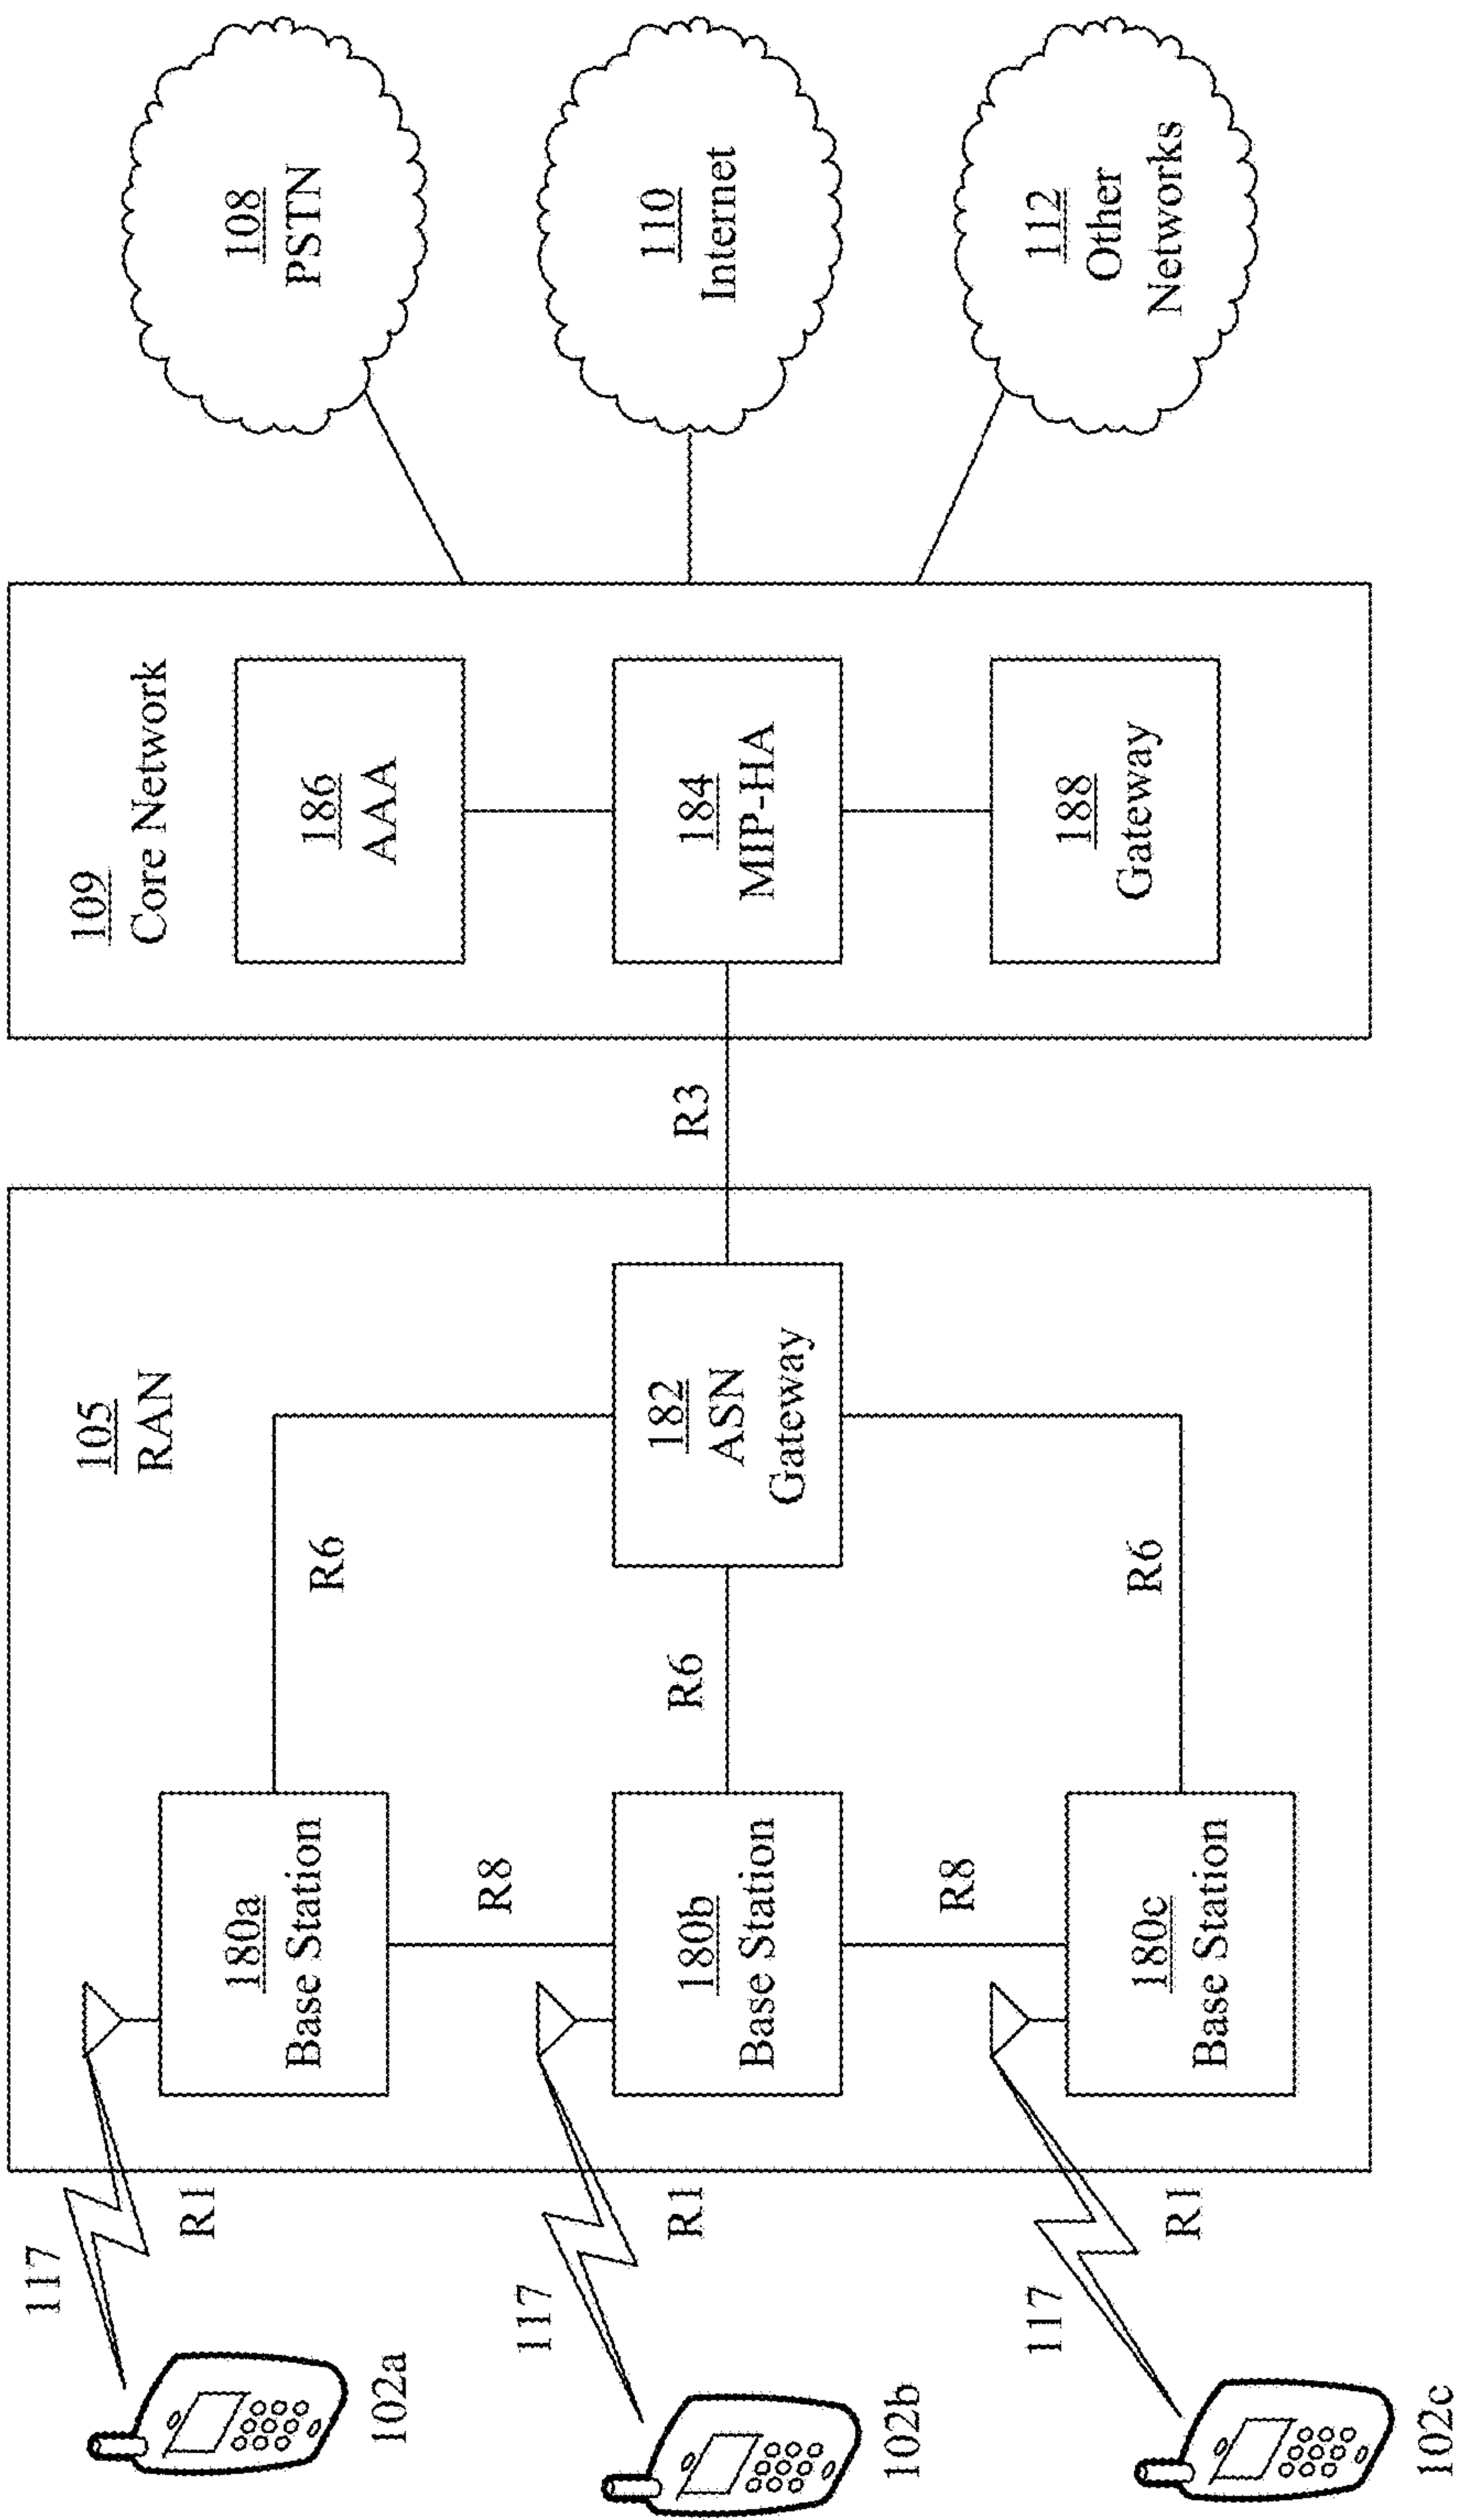 117
R1
102a
117
R1
102b
117
R1
102c
105
RAN
180a
Base Station
R8
180b
Base Station
R8
180c
Base Station
R6
R6
R6
182
ASN
Gateway
R3
109
Core Network
186
AAA
184
MIP-HA
188
Gateway
108
PSTN
110
Internet
112
Other
Networks